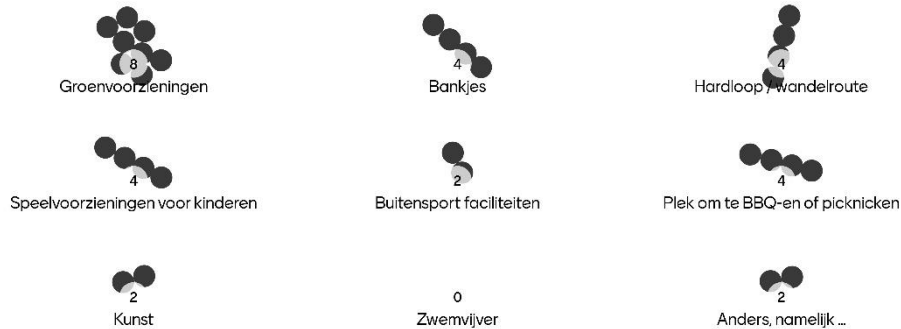 8
Groenvoorzieningen
4
Bankjes
4
Hardloop / wandelroute
4
Speelvoorzieningen voor kinderen
2
Buitensport faciliteiten
4
Plek om te BBQ-en of picknicken
2
Kunst
0
Zwemvijver
2
Anders, namelijk ...